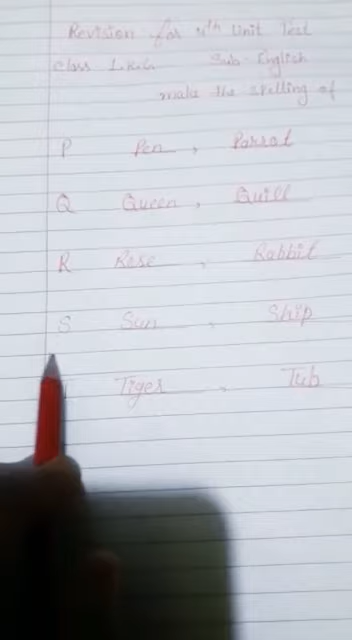 Revision for 4th Unit Test
Class L.K.G. Sub English
make the spelling of
P Pen , Parrot
Q Queen , Quill
R Rose , Rabbit
S Sun , Ship
Tiger , Tub